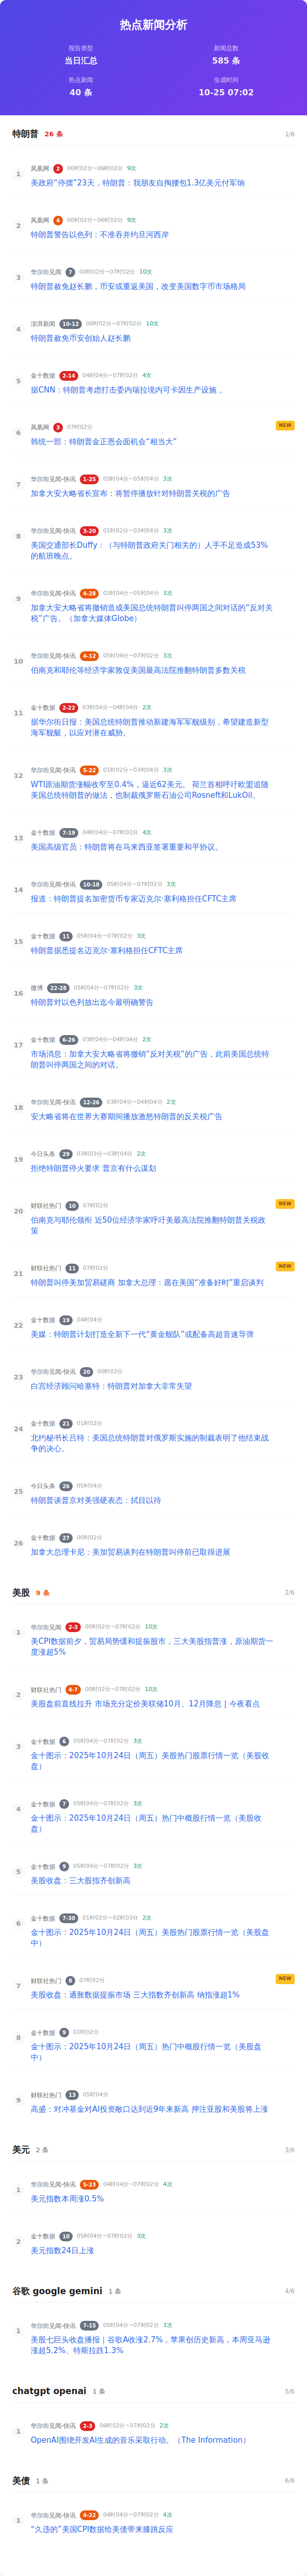 热点新闻分析
报告类型
当日汇总
新闻总数
585 条
热点新闻
40 条
生成时间
10-25 07:02
特朗普 26 条 1/6
1
凤凰网 2 00时02分~06时02分 9次
美政府“停摆”23天，特朗普：我朋友自掏腰包1.3亿美元付军饷
2
凤凰网 4 00时02分~06时02分 9次
特朗普警告以色列：不准吞并约旦河西岸
3
华尔街见闻 7 00时02分~07时02分 10次
特朗普赦免赵长鹏，币安或重返美国，改变美国数字货币市场格局
4
澎湃新闻 10-12 00时02分~07时02分 10次
特朗普赦免币安创始人赵长鹏
5
金十数据 2-14 04时04分~07时02分 4次
据CNN：特朗普考虑打击委内瑞拉境内可卡因生产设施 。
6
凤凰网 3 07时02分 NEW
韩统一部：特朗普金正恩会面机会“相当大”
7
华尔街见闻-快讯 1-25 03时04分~05时04分 3次
加拿大安大略省长宣布：将暂停播放针对特朗普关税的广告
8
华尔街见闻-快讯 3-20 01时02分~03时04分 3次
美国交通部长Duffy：（与特朗普政府关门相关的）人手不足造成53%
的航班晚点。
9
华尔街见闻-快讯 4-28 03时04分~05时04分 3次
加拿大安大略省将撤销造成美国总统特朗普叫停两国之间对话的“反对关
税”广告。（加拿大媒体Globe）
10
华尔街见闻-快讯 4-12 05时04分~07时02分 3次
伯南克和耶伦等经济学家敦促美国最高法院推翻特朗普多数关税
11
金十数据 2-22 03时04分~04时04分 2次
据华尔街日报：美国总统特朗普推动新建海军军舰级别，希望建造新型
海军舰艇，以应对潜在威胁。
12
华尔街见闻-快讯 5-22 01时02分~03时04分 3次
WTI原油期货涨幅收窄至0.4%，逼近62美元。 荷兰首相呼吁欧盟追随
美国总统特朗普的做法，也制裁俄罗斯石油公司Rosneft和LukOil。
13
金十数据 7-19 04时04分~07时02分 4次
美国高级官员：特朗普将在马来西亚签署重要和平协议。
14
华尔街见闻-快讯 10-18 05时04分~07时02分 3次
报道：特朗普提名加密货币专家迈克尔·塞利格担任CFTC主席
15
金十数据 11 05时04分~07时02分 3次
特朗普据悉提名迈克尔·塞利格担任CFTC主席
16
微博 22-28 05时04分~07时02分 3次
特朗普对以色列放出迄今最明确警告
17
金十数据 6-26 03时04分~04时04分 2次
市场消息：加拿大安大略省将撤销“反对关税”的广告，此前美国总统特
朗普叫停两国之间的对话。
18
华尔街见闻-快讯 12-26 03时04分~04时04分 2次
安大略省将在世界大赛期间播放激怒特朗普的反关税广告
19
今日头条 29 03时03分~03时04分 2次
拒绝特朗普停火要求 普京有什么谋划
20
财联社热门 10 07时02分 NEW
伯南克与耶伦领衔 近50位经济学家呼吁美最高法院推翻特朗普关税政
策
21
财联社热门 11 07时02分 NEW
特朗普叫停美加贸易磋商 加拿大总理：愿在美国“准备好时”重启谈判
22
金十数据 19 04时04分
美媒：特朗普计划打造全新下一代“黄金舰队”或配备高超音速导弹
23
华尔街见闻-快讯 20 00时02分
白宫经济顾问哈塞特：特朗普对加拿大非常失望
24
金十数据 21 01时02分
北约秘书长吕特：美国总统特朗普对俄罗斯实施的制裁表明了他结束战
争的决心。
25
今日头条 26 05时04分
特朗普谈普京对美强硬表态：拭目以待
26
金十数据 27 00时02分
加拿大总理卡尼：美加贸易谈判在特朗普叫停前已取得进展
美股 9 条 2/6
1
华尔街见闻 2-3 00时02分~07时02分 10次
美CPI数据前夕，贸易局势缓和提振股市，三大美股指普涨，原油期货一
度涨超5%
2
财联社热门 4-7 00时02分~07时02分 10次
美股盘前直线拉升 市场充分定价美联储10月、12月降息 | 今夜看点
3
金十数据 6 05时04分~07时02分 3次
金十图示：2025年10月24日（周五）美股热门股票行情一览（美股收
盘）
4
金十数据 7 05时04分~07时02分 3次
金十图示：2025年10月24日（周五）热门中概股行情一览（美股收
盘）
5
金十数据 9 05时04分~07时02分 3次
美股收盘：三大股指齐创新高
6
金十数据 7-30 01时02分~02时03分 2次
金十图示：2025年10月24日（周五）美股热门股票行情一览（美股盘
中）
7
财联社热门 8 07时02分 NEW
美股收盘：通胀数据提振市场 三大指数齐创新高 纳指涨超1%
8
金十数据 9 01时02分
金十图示：2025年10月24日（周五）热门中概股行情一览（美股盘
中）
9
财联社热门 13 05时04分
高盛：对冲基金对AI投资敞口达到近9年来新高 押注亚股和美股将上涨
美元 2 条 3/6
1
华尔街见闻-快讯 5-23 04时04分~07时02分 4次
美元指数本周涨0.5%
2
金十数据 10 05时04分~07时02分 3次
美元指数24日上涨
谷歌 google gemini 1 条 4/6
1
华尔街见闻-快讯 7-15 05时04分~07时02分 3次
美股七巨头收盘播报｜谷歌A收涨2.7%，苹果创历史新高，本周亚马逊
涨超5.2%、特斯拉跌1.3%
chatgpt openai 1 条 5/6
1
华尔街见闻-快讯 2-3 06时02分~07时02分 2次
OpenAI围绕开发AI生成的音乐采取行动。（The Information）
美债 1 条 6/6
1
华尔街见闻-快讯 4-22 04时04分~07时02分 4次
“久违的”美国CPI数据给美债带来膝跳反应